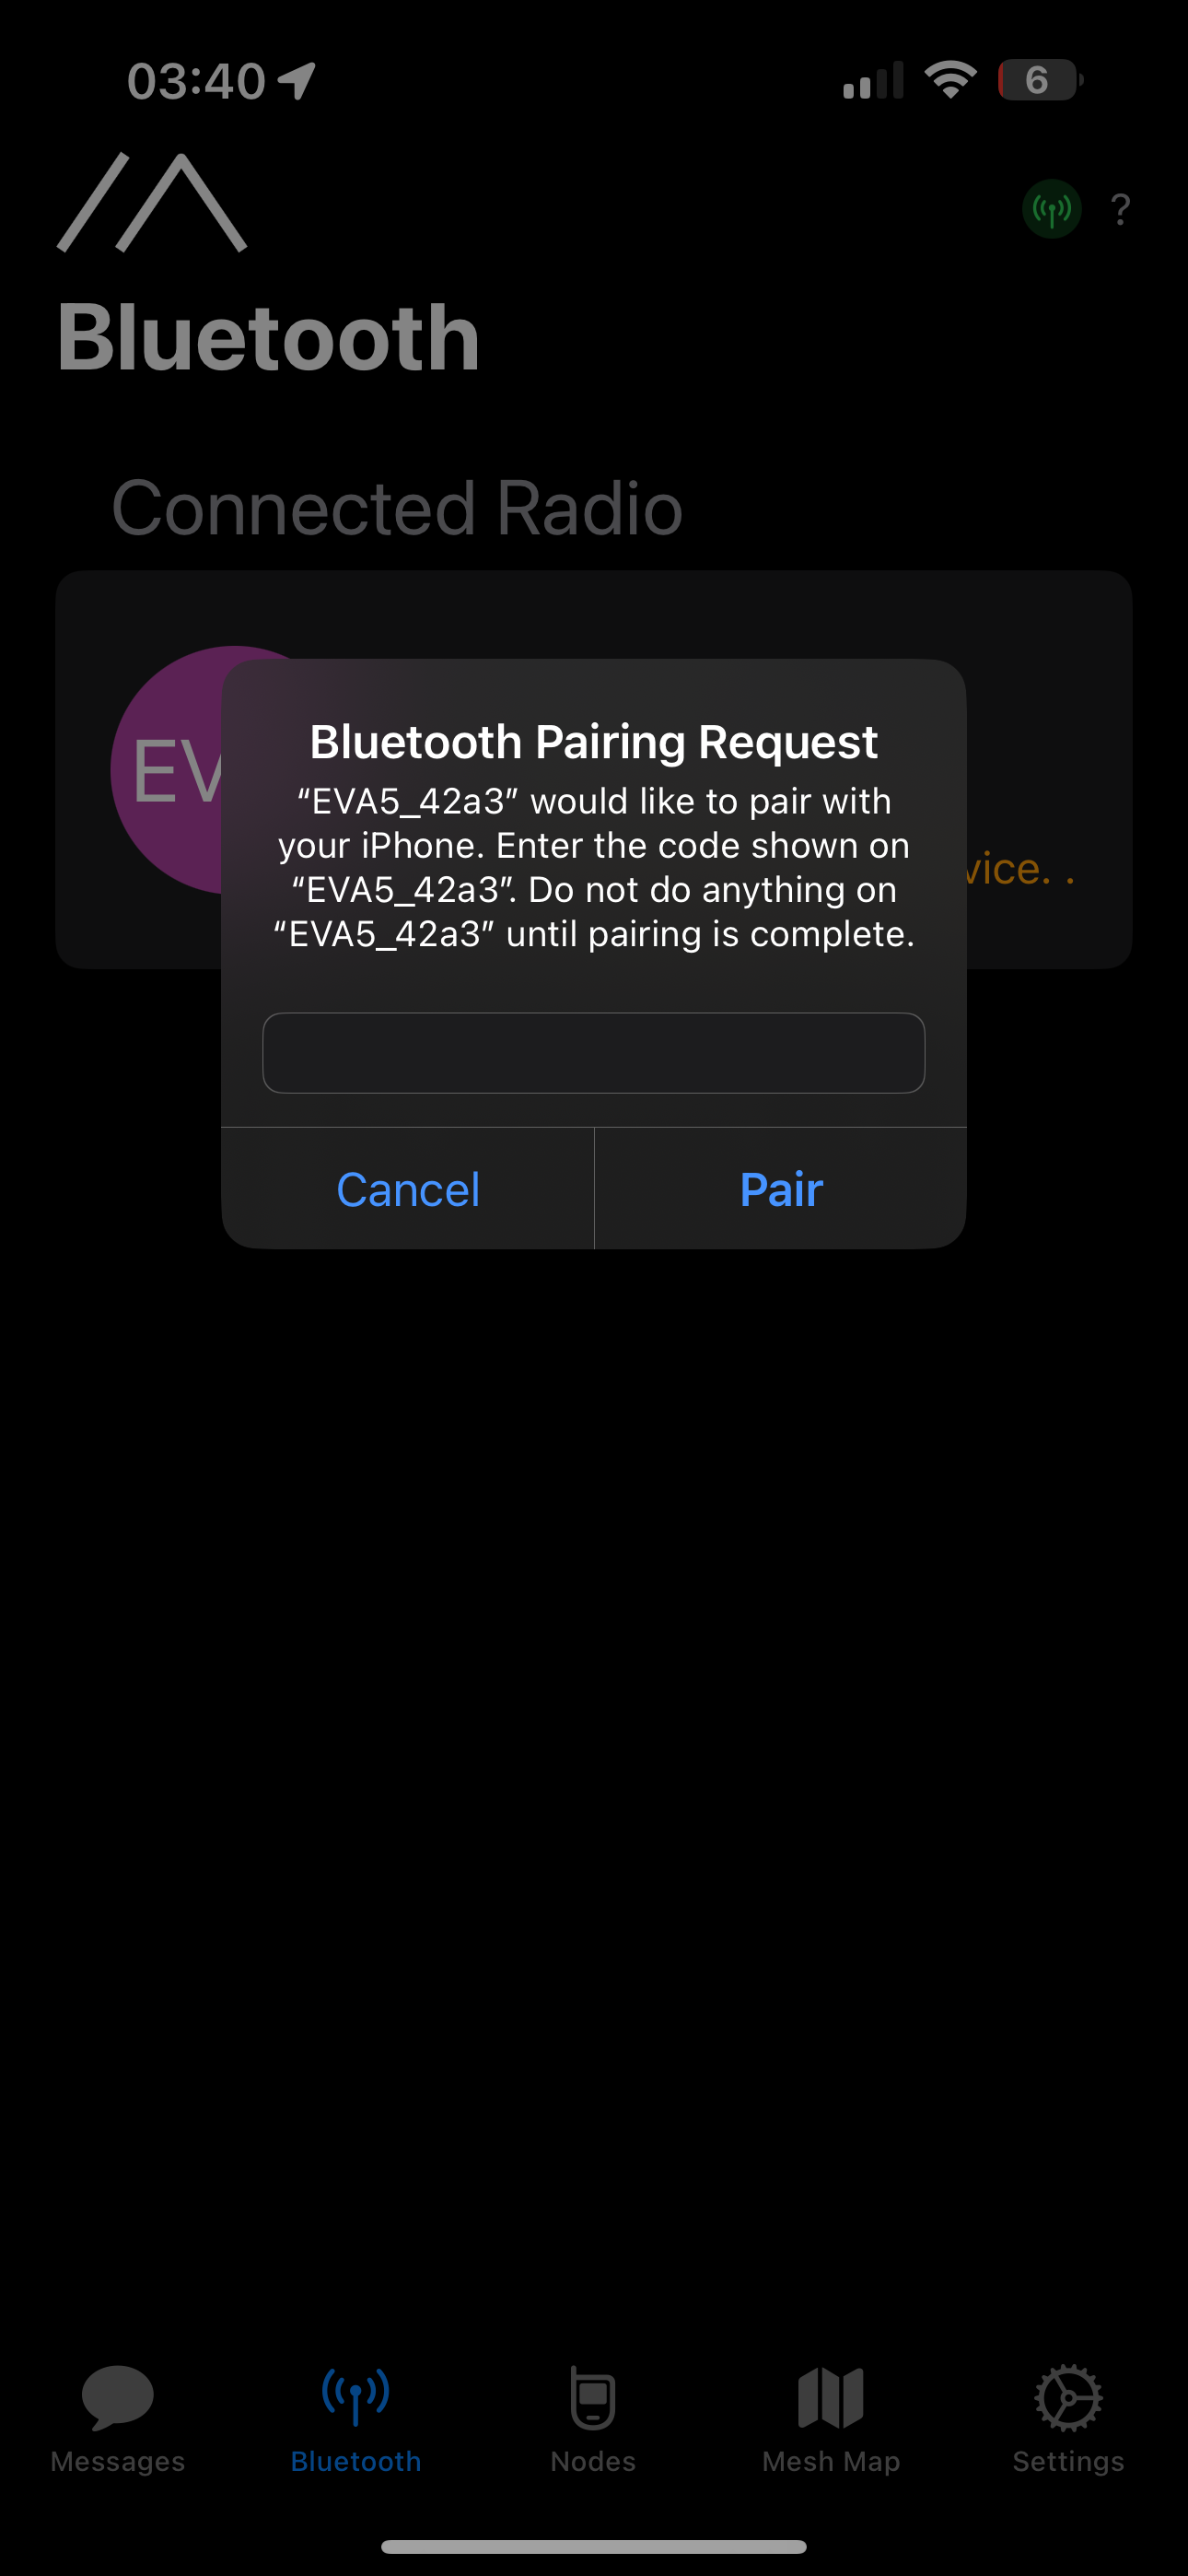 03:40
6
?
Bluetooth
Connected Radio
EV
Bluetooth Pairing Request
“EVA5_42a3” would like to pair with
your iPhone. Enter the code shown on
“EVA5_42a3”. Do not do anything on
“EVA5_42a3” until pairing is complete.
vice. .
Cancel
Pair
Messages
Bluetooth
Nodes
Mesh Map
Settings